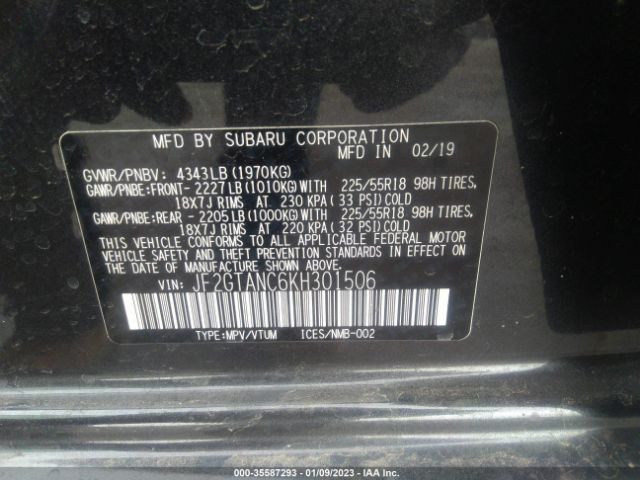 MFD BY SUBARU CORPORATION
MFD IN 02/19
GVWR/PNBV: 4343LB (1970KG)
GAWR/PNBE:FRONT- 2227LB(1010KG)WITH 225/55R18 98H TIRES,
18X7J RIMS AT 230 KPA(33 PSI)COLD
GAWR/PNBE:REAR - 2205LB(1000KG)WITH 225/55R18 98H TIRES,
18X7J RIMS AT 220 KPA(32 PSI)COLD
THIS VEHICLE CONFORMS TO ALL APPLICABLE FEDERAL MOTOR
VEHICLE SAFETY AND THEFT PREVENTION STANDARDS IN EFFECT ON
THE DATE OF MANUFACTURE SHOWN ABOVE.
VIN: JF2GTANC6KH301506
TYPE:MPV/VTUM ICES/NMB-002
000-35587293 - 01/09/2023 - IAA Inc.